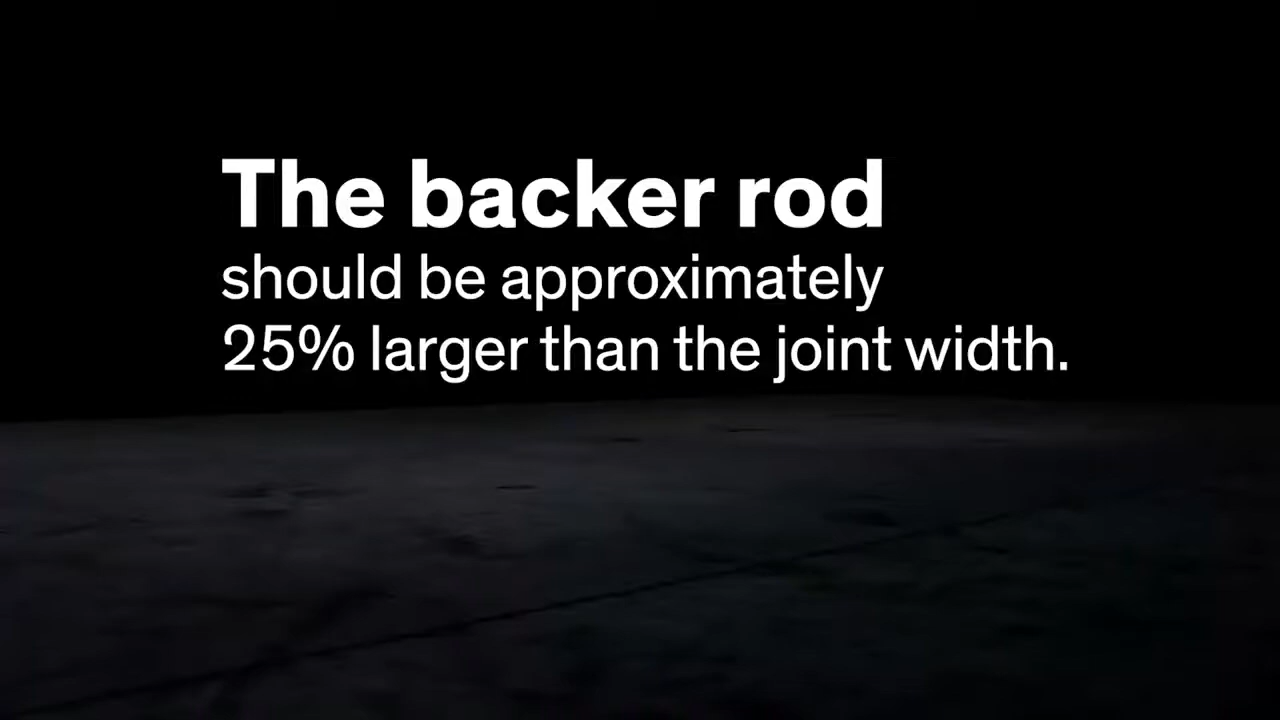 The backer rod
should be approximately
25% larger than the joint width.